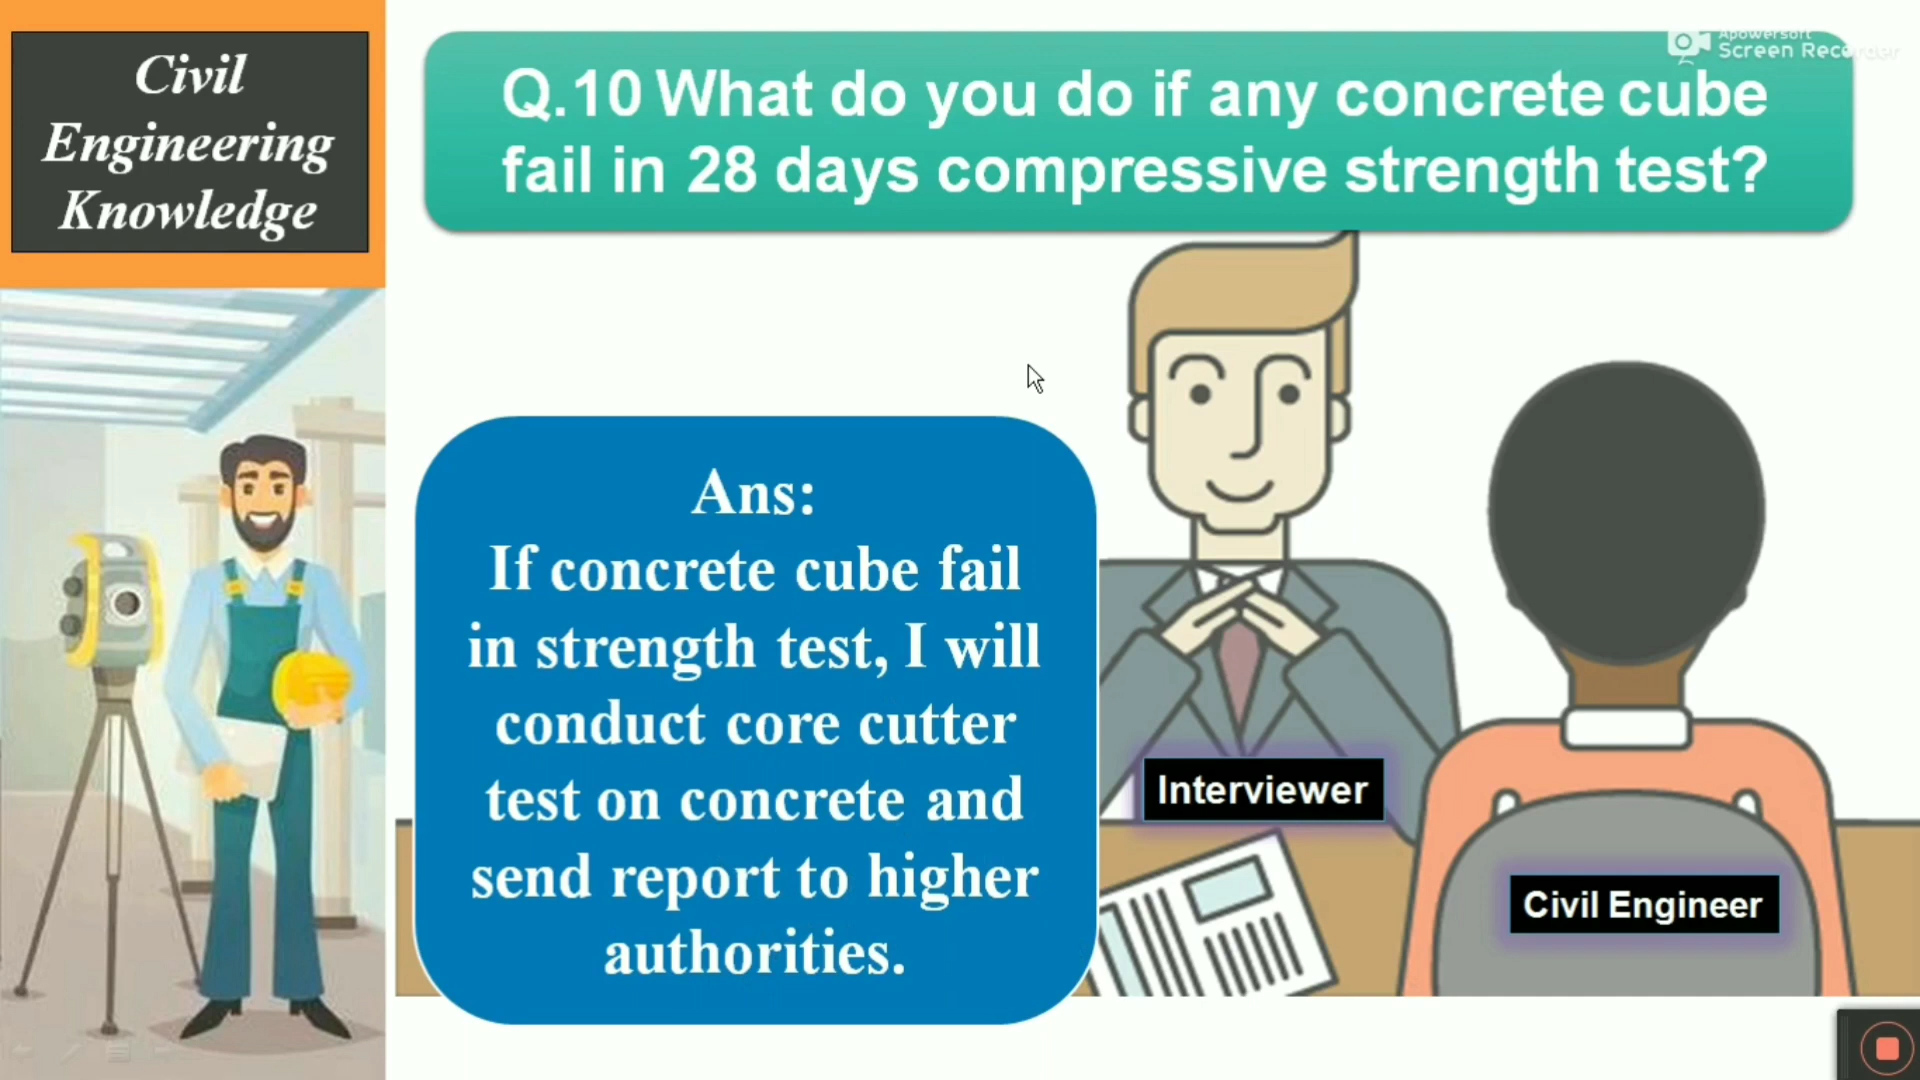 Civil
Engineering
Knowledge
Apowersoft
Screen Recorder
Q.10 What do you do if any concrete cube
fail in 28 days compressive strength test?
Ans:
If concrete cube fail
in strength test, I will
conduct core cutter
test on concrete and
send report to higher
authorities.
Interviewer
Civil Engineer